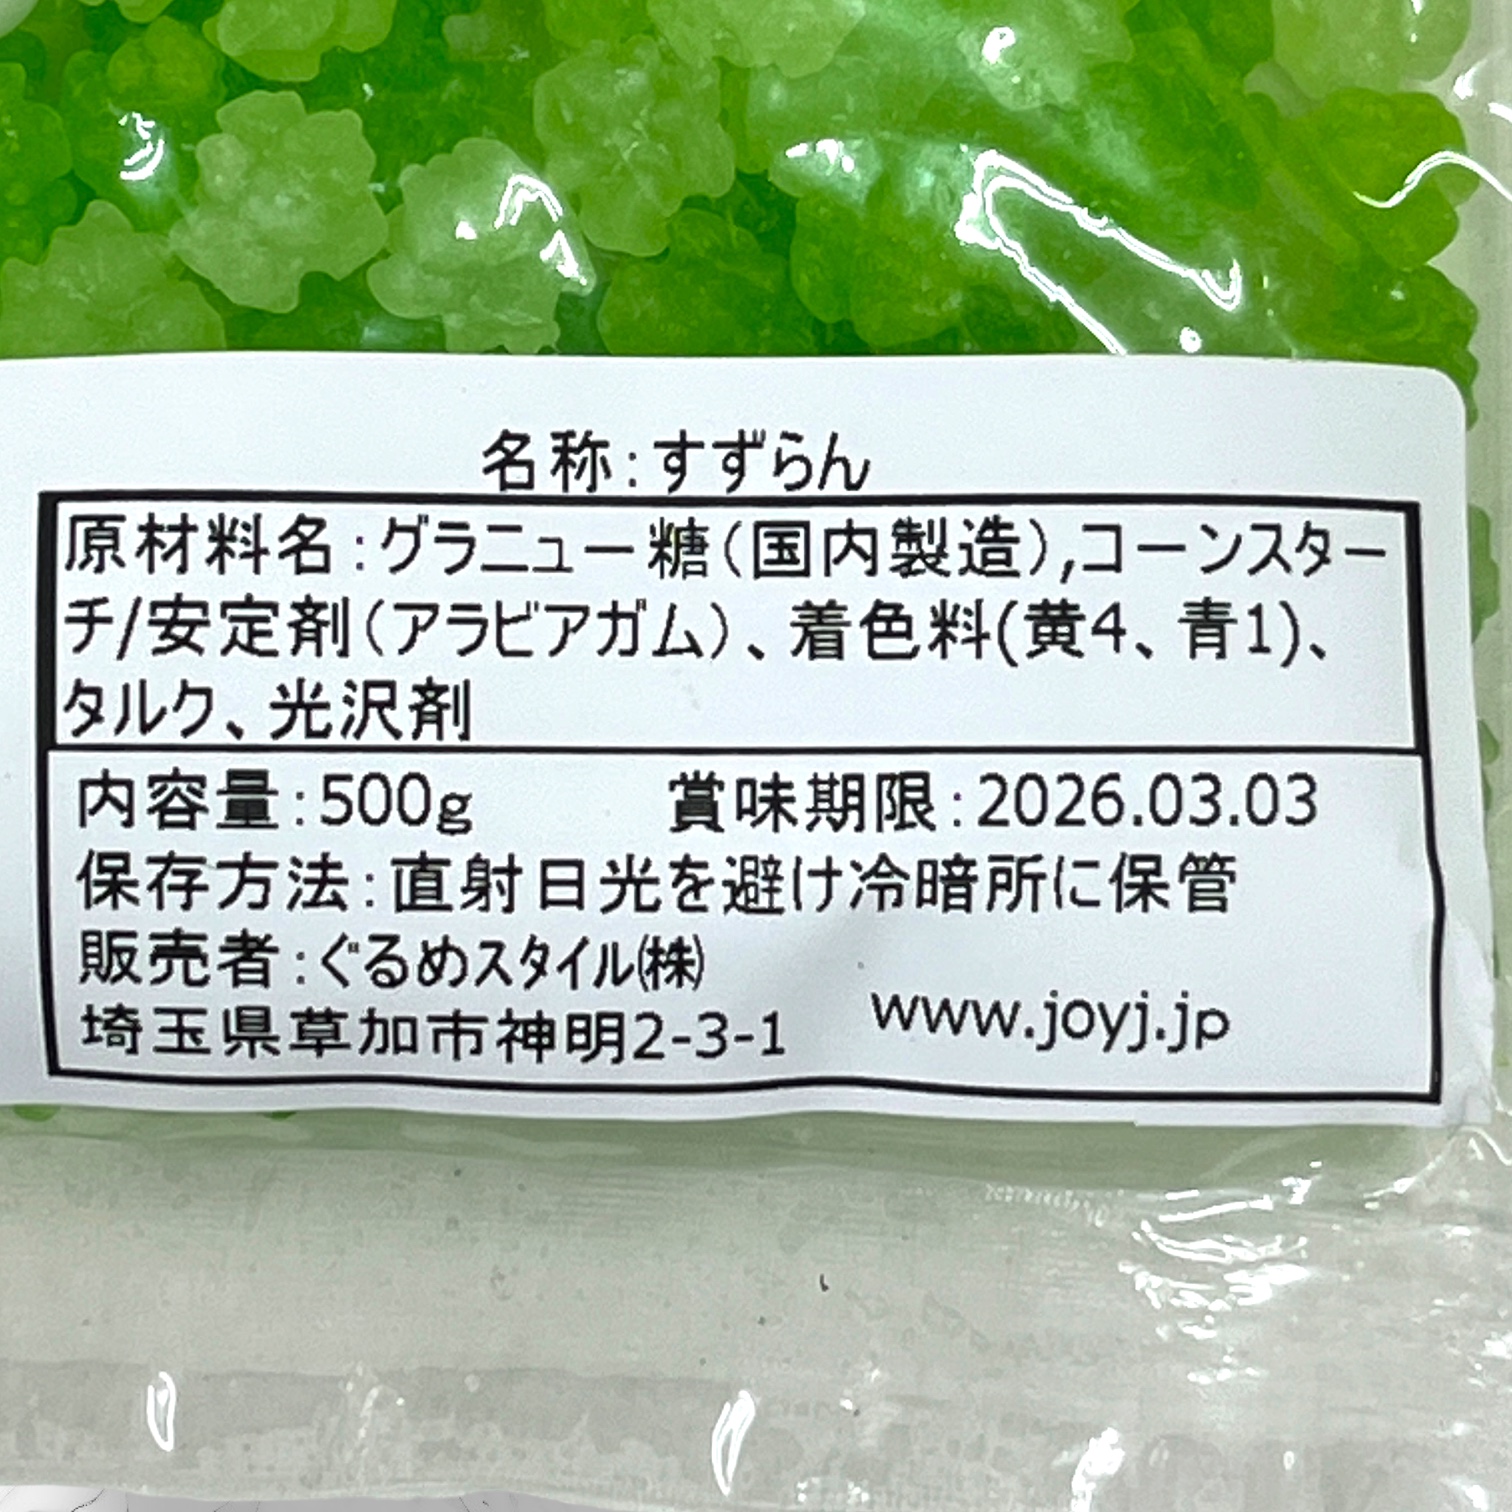 名称:すずらん
原材料名:グラニュー糖(国内製造),コーンスター
チ/安定剤(アラビアガム)、着色料(黄4、青1)、
タルク、光沢剤
内容量:500g 賞味期限:2026.03.03
保存方法:直射日光を避け冷暗所に保管
販売者:ぐるめスタイル㈱
埼玉県草加市神明2-3-1 www.joyj.jp